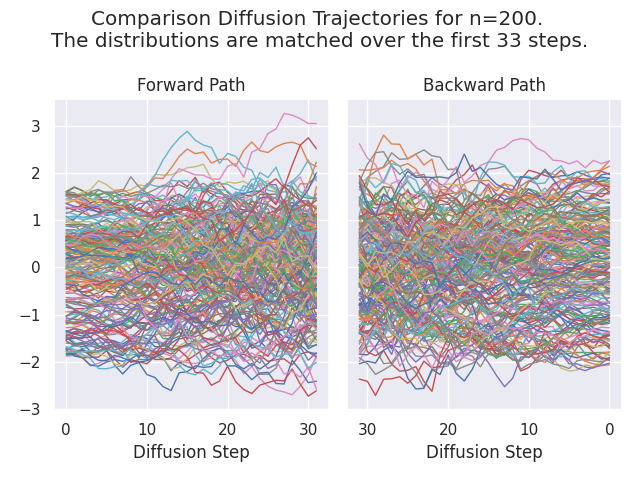 Comparison Diffusion Trajectories for n=200.
The distributions are matched over the first 33 steps.
Forward Path
Backward Path
3
2
1
0
−1
−2
−3
0 10 20 30
30 20 10 0
Diffusion Step
Diffusion Step